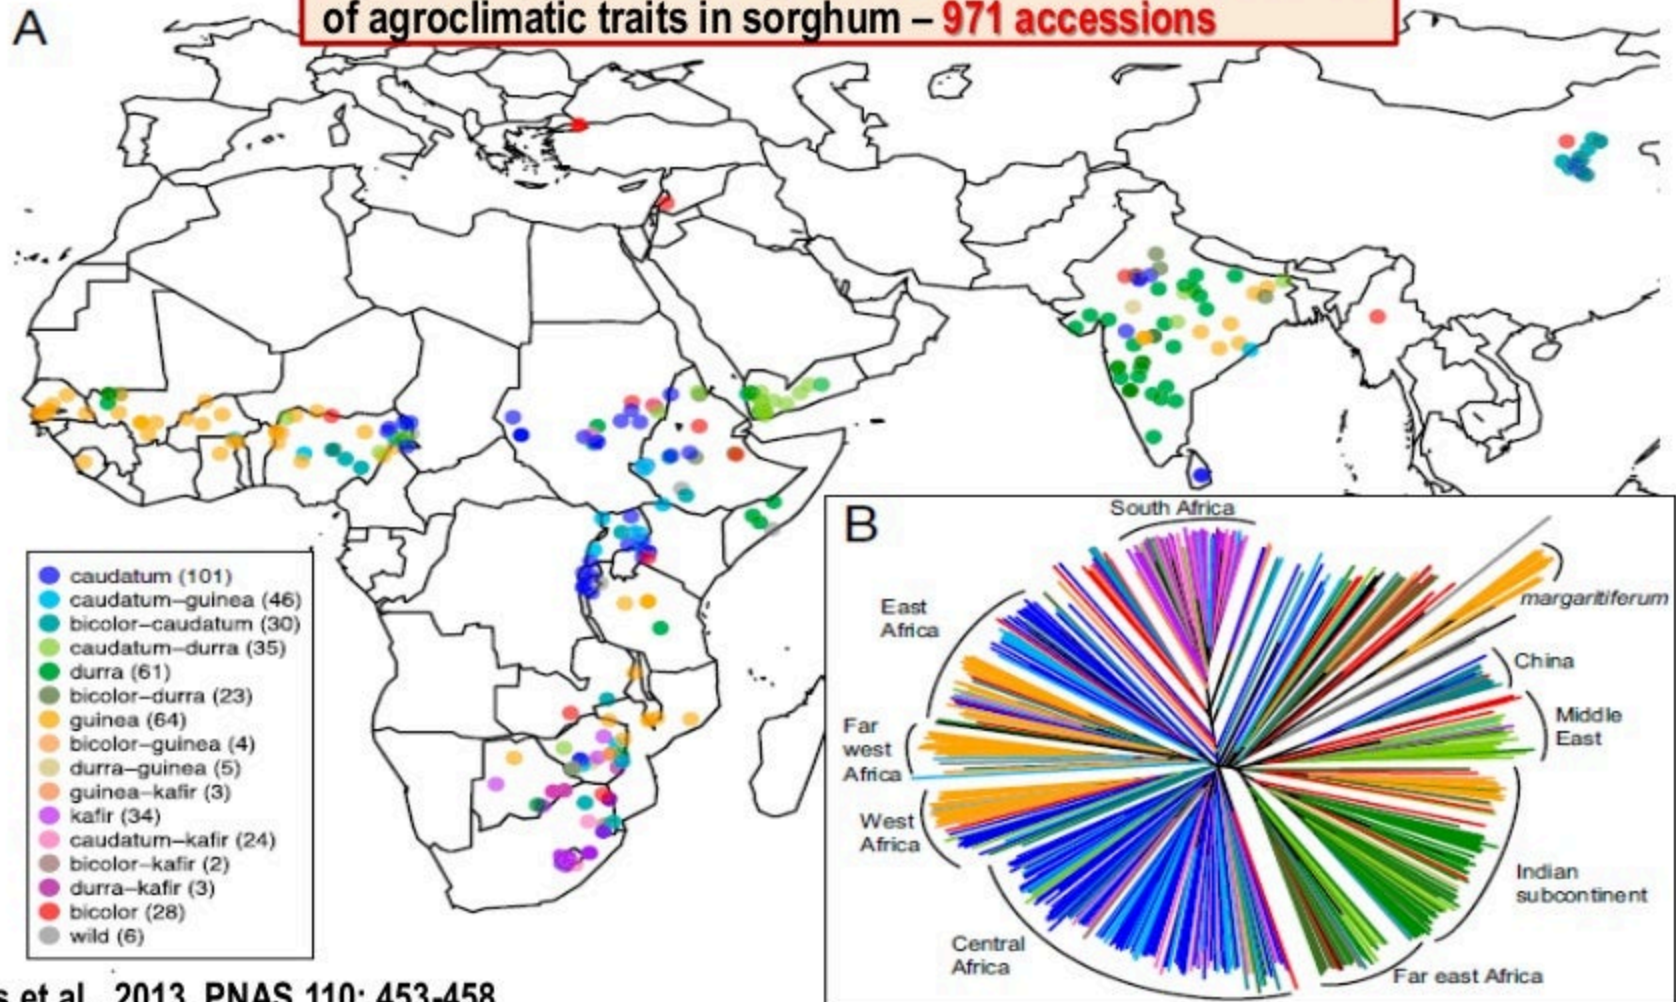 A
of agroclimatic traits in sorghum – 971 accessions
caudatum (101)
caudatum–guinea (46)
bicolor–caudatum (30)
caudatum–durra (35)
durra (61)
bicolor–durra (23)
guinea (64)
bicolor–guinea (4)
durra–guinea (5)
guinea–kafir (3)
kafir (34)
caudatum–kafir (24)
bicolor–kafir (2)
durra–kafir (3)
bicolor (28)
wild (6)
B
South Africa
margaritiferum
East
Africa
China
Far
west
Africa
Middle
East
West
Africa
Indian
subcontinent
Central
Africa
Far east Africa
s et al., 2013, PNAS 110: 453-458